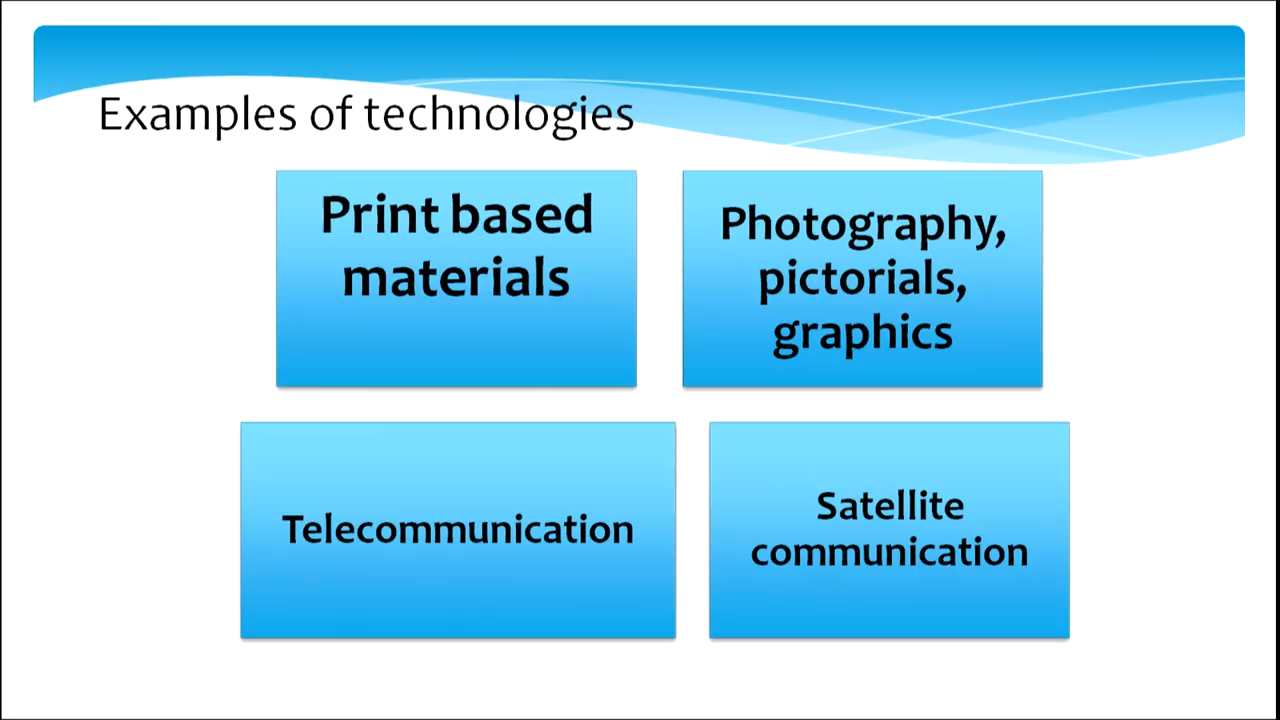 Examples of technologies
Print based
materials
Photography,
pictorials,
graphics
Telecommunication
Satellite
communication